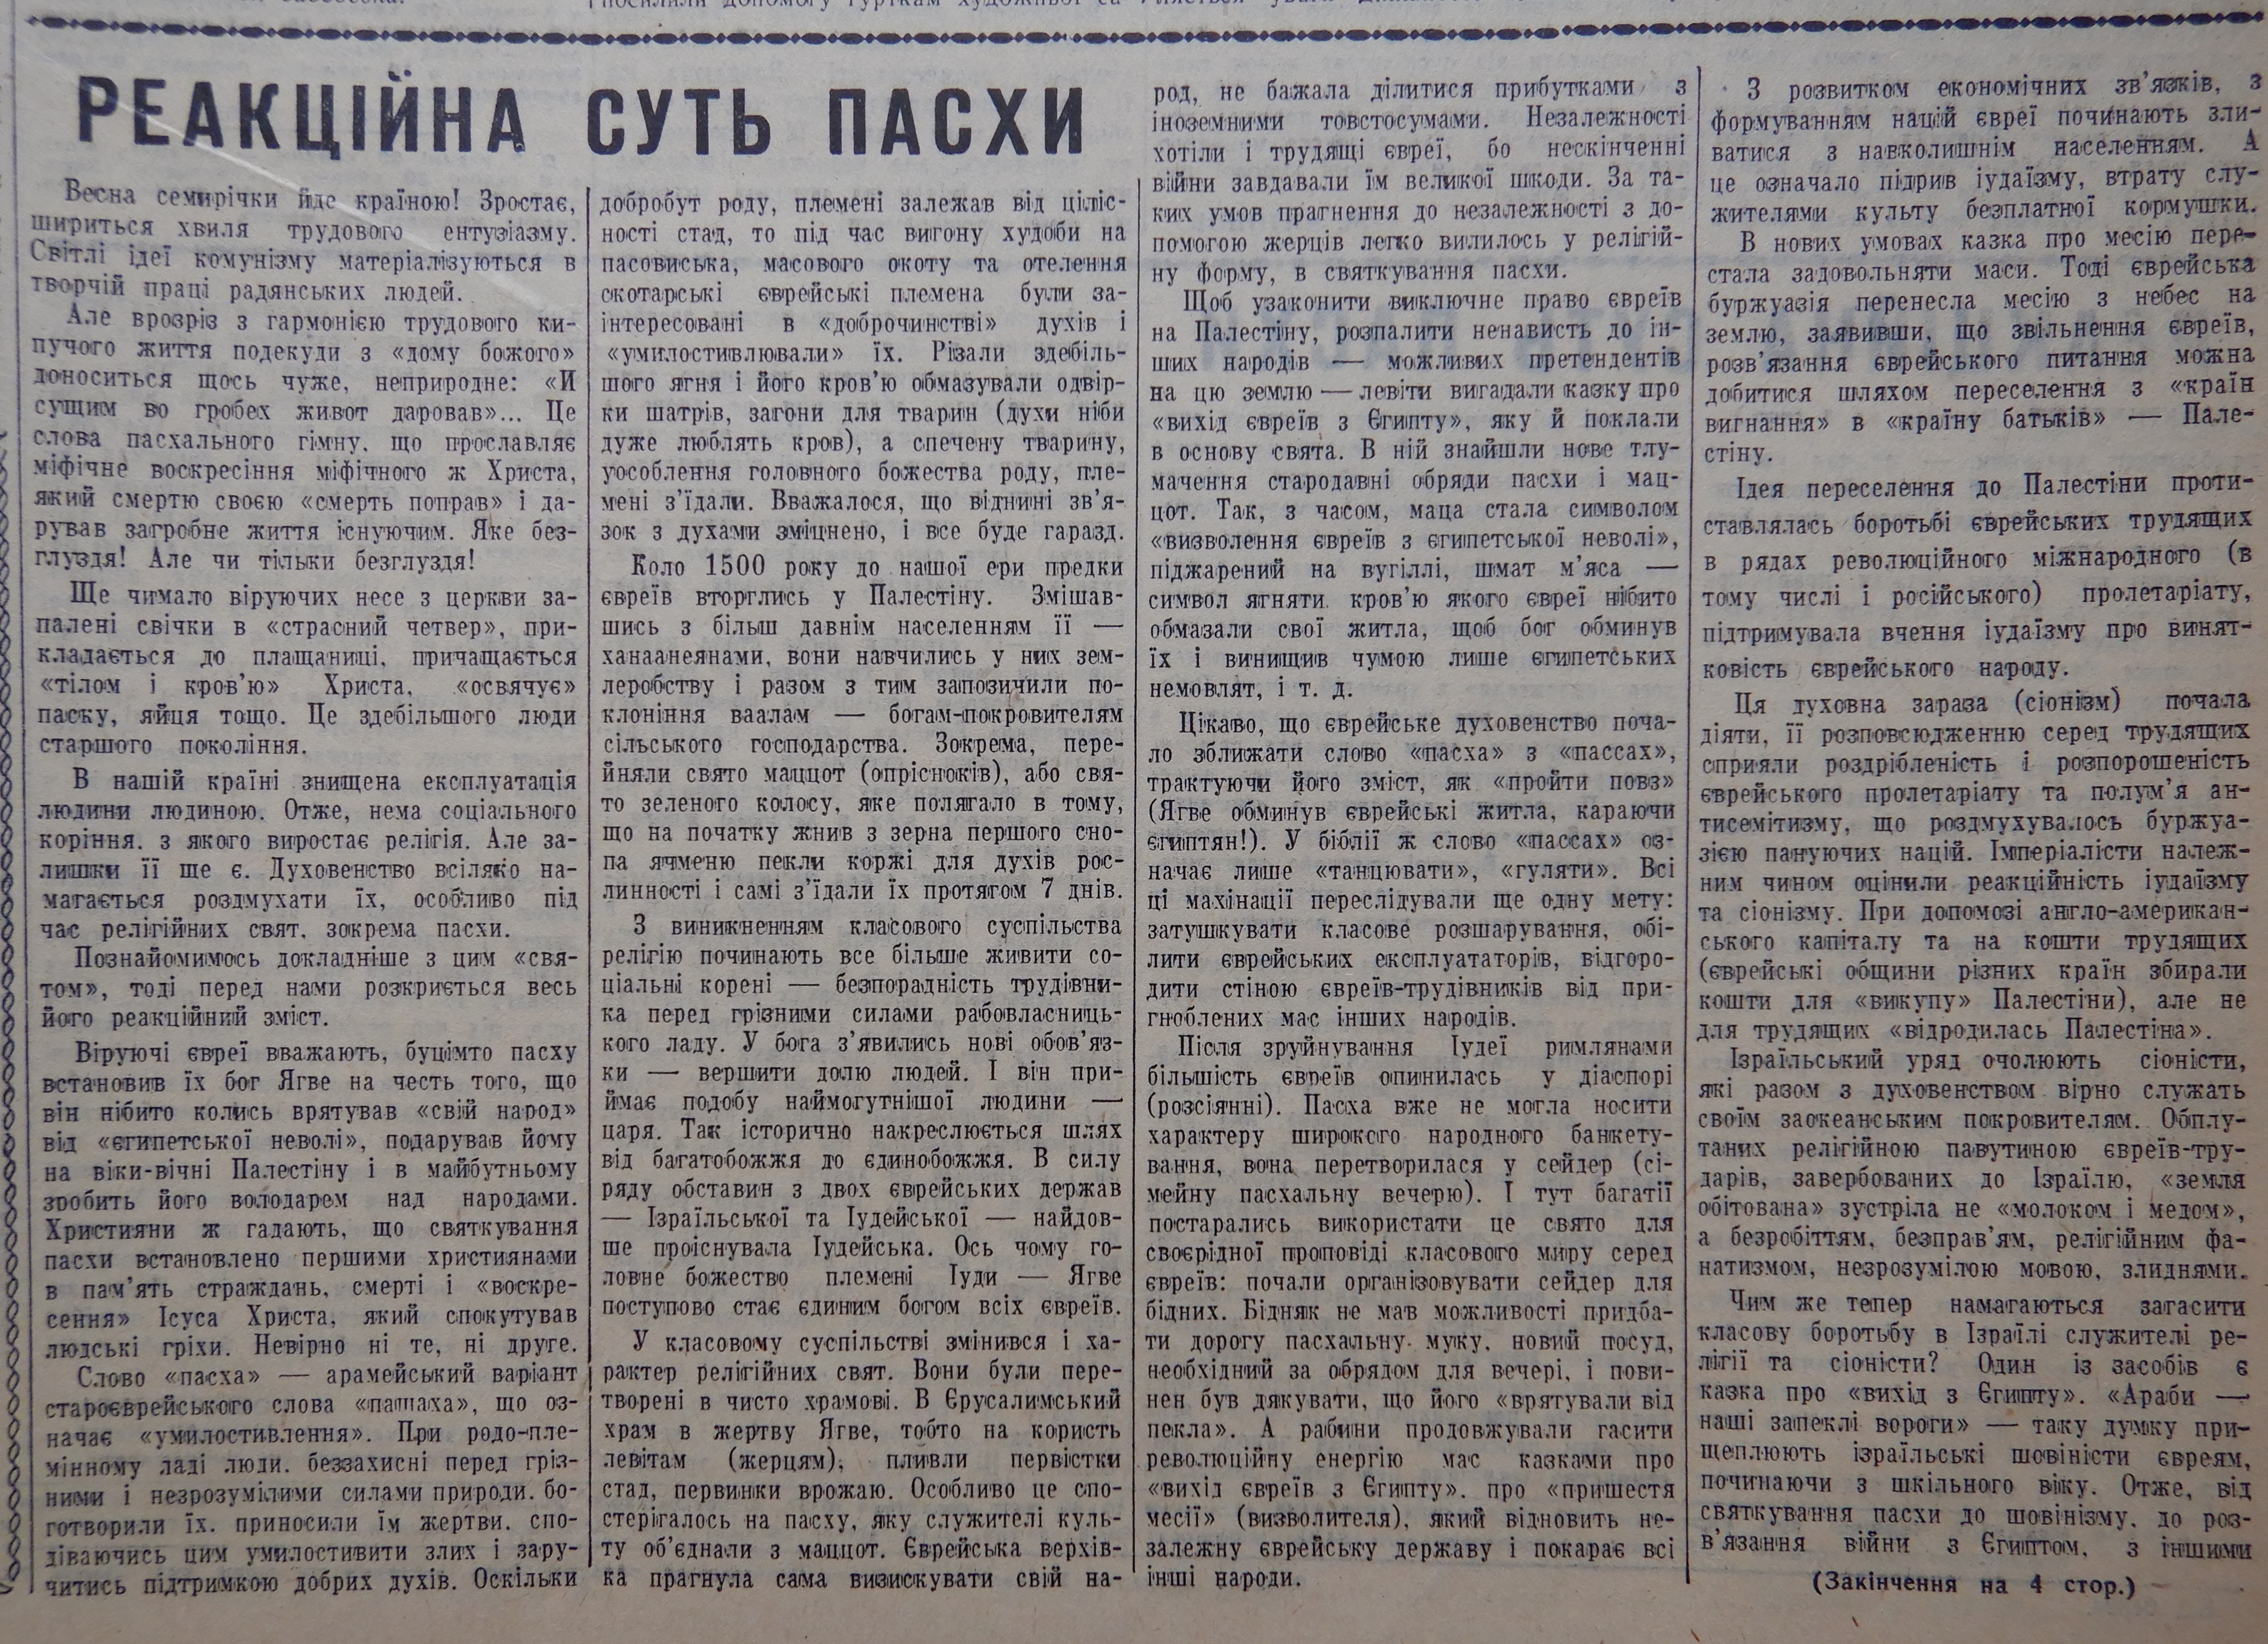 РЕАКЦІЙНА СУТЬ ПАСХИ
Весна семирічки йде країною! Зростає,
шириться хвиля трудового ентузіазму.
Світлі ідеї комунізму матеріалізуються в
творчій праці радянських людей.
Але врозріз з гармонією трудового ки-
пучого життя подекуди з «дому божого»
доноситься щось чуже, неприродне: «И
сущим во гробех живот даровав»... Це
слова пасхального гімну, що прославляє
міфічне воскресіння міфічного ж Христа,
який смертю своєю «смерть поправ» і да-
рував загробне життя існуючим. Яке без-
глуздя! Але чи тільки безглуздя!
Ще чимало віруючих несе з церкви за-
палені свічки в «страсний четвер», при-
кладається до плащаниці, причащається
«тілом і кров’ю» Христа, «освячує»
паску, яйця тощо. Це здебільшого люди
старшого покоління.
В нашій країні знищена експлуатація
людини людиною. Отже, нема соціального
коріння, з якого виростає релігія. Але за-
лишки її ще є. Духовенство всіляко на-
магається роздмухати їх, особливо під
час релігійних свят, зокрема пасхи.
Познайомимось докладніше з цим «свя-
том», тоді перед нами розкриється весь
його реакційний зміст.
Віруючі євреї вважають, буцімто пасху
встановив їх бог Ягве на честь того, що
він нібито колись врятував «свій народ»
від «єгипетської неволі», подарував йому
на віки-вічні Палестіну і в майбутньому
зробить його володарем над народами.
Християни ж гадають, що святкування
пасхи встановлено першими християнами
в пам’ять страждань, смерті і «воскре-
сення» Ісуса Христа, який спокутував
людські гріхи. Невірно ні те, ні друге.
Слово «пасха» — арамейський варіант
староєврейського слова «пашаха», що оз-
начає «умилостивлення». При родо-пле-
мінному ладі люди, беззахисні перед гріз-
ними і незрозумілими силами природи, бо-
готворили їх, приносили їм жертви, спо-
діваючись цим умилостивити злих і зару-
читись підтримкою добрих духів. Оскільки
добробут роду, племені залежав від ціліс-
ності стад, то під час вигону худоби на
пасовиська, масового окоту та отелення
скотарські єврейські племена були за-
інтересовані в «доброчинстві» духів і
«умилостивлювали» їх. Різали здебіль-
шого ягня і його кров’ю обмазували одвір-
ки шатрів, загони для тварин (духи ніби
дуже люблять кров), а спечену тварину,
уособлення головного божества роду, пле-
мені з’їдали. Вважалося, що віднині зв’я-
зок з духами зміцнено, і все буде гаразд.
Коло 1500 року до нашої ери предки
євреїв вторглись у Палестіну. Змішав-
шись з більш давнім населенням її —
ханаанеянами, вони навчились у них зем-
леробству і разом з тим запозичили по-
клоніння ваалам — богам-покровителям
сільського господарства. Зокрема, пере-
йняли свято маццот (опрісноків), або свя-
то зеленого колосу, яке полягало в тому,
що на початку жнив з зерна першого сно-
па ячменю пекли коржі для духів рос-
линності і самі з’їдали їх протягом 7 днів.
З виникненням класового суспільства
релігію починають все більше живити со-
ціальні корені — безпорадність трудівни-
ка перед грізними силами рабовласниць-
кого ладу. У бога з’явились нові обов’яз-
ки — вершити долю людей. І він при-
ймає подобу наймогутнішої людини —
царя. Так історично накреслюється шлях
від багатобожжя до єдинобожжя. В силу
ряду обставин з двох єврейських держав
— Ізраїльської та Іудейської — найдов-
ше проіснувала Іудейська. Ось чому го-
ловне божество племені Іуди — Ягве
поступово стає єдиним богом всіх євреїв.
У класовому суспільстві змінився і ха-
рактер релігійних свят. Вони були пере-
творені в чисто храмові. В Єрусалимський
храм в жертву Ягве, тобто на користь
левітам (жерцям), пливли первістки
стад, первинки врожаю. Особливо це спо-
стерігалось на пасху, яку служителі куль-
ту об’єднали з маццот. Єврейська верхів-
ка прагнула сама визискувати свій на-
род, не бажала ділитися прибутками з
іноземними товстосумами. Незалежності
хотіли і трудящі євреї, бо нескінченні
війни завдавали їм великої шкоди. За та-
ких умов прагнення до незалежності з до-
помогою жерців легко вилилось у релігій-
ну форму, в святкування пасхи.
Щоб узаконити виключне право євреїв
на Палестіну, розпалити ненависть до ін-
ших народів — можливих претендентів
на цю землю — левіти вигадали казку про
«вихід євреїв з Єгипту», яку й поклали
в основу свята. В ній знайшли нове тлу-
мачення стародавні обряди пасхи і мац-
цот. Так, з часом, маца стала символом
«визволення євреїв з єгипетської неволі»,
піджарений на вугіллі, шмат м’яса —
символ ягняти, кров’ю якого євреї нібито
обмазали свої житла, щоб бог обминув
їх і винищив чумою лише єгипетських
немовлят, і т. д.
Цікаво, що єврейське духовенство поча-
ло зближати слово «пасха» з «пассах»,
трактуючи його зміст, як «пройти повз»
(Ягве обминув єврейські житла, караючи
єгиптян!). У біблії ж слово «пассах» оз-
начає лише «танцювати», «гуляти». Всі
ці махінації переслідували ще одну мету:
затушкувати класове розшарування, обі-
лити єврейських експлуататорів, відгоро-
дити стіною євреїв-трудівників від при-
гноблених мас інших народів.
Після зруйнування Іудеї римлянами
більшість євреїв опинилась у діаспорі
(розсіянні). Пасха вже не могла носити
характеру широкого народного банкету-
вання, вона перетворилася у сейдер (сі-
мейну пасхальну вечерю). І тут багатії
постарались використати це свято для
своєрідної проповіді класового миру серед
євреїв: почали організовувати сейдер для
бідних. Бідняк не мав можливості придба-
ти дорогу пасхальну муку, новий посуд,
необхідний за обрядом для вечері, і пови-
нен був дякувати, що його «врятували від
пекла». А рабини продовжували гасити
революційну енергію мас казками про
«вихід євреїв з Єгипту», про «пришестя
месії» (визволителя), який відновить не-
залежну єврейську державу і покарає всі
інші народи.
З розвитком економічних зв’язків, з
формуванням націй євреї починають зли-
ватися з навколишнім населенням. А
це означало підрив іудаїзму, втрату слу-
жителями культу безплатної кормушки.
В нових умовах казка про месію пере-
стала задовольняти маси. Тоді єврейська
буржуазія перенесла месію з небес на
землю, заявивши, що звільнення євреїв,
розв’язання єврейського питання можна
добитися шляхом переселення з «країн
вигнання» в «країну батьків» — Пале-
стіну.
Ідея переселення до Палестіни проти-
ставлялась боротьбі єврейських трудящих
в рядах революційного міжнародного (в
тому числі і російського) пролетаріату,
підтримувала вчення іудаїзму про винят-
ковість єврейського народу.
Ця духовна зараза (сіонізм) почала
діяти, її розповсюдженню серед трудящих
сприяли роздрібленість і розпорошеність
єврейського пролетаріату та полум’я ан-
тисемітизму, що роздмухувалось буржуа-
зією пануючих націй. Імперіалісти належ-
ним чином оцінили реакційність іудаїзму
та сіонізму. При допомозі англо-американ-
ського капіталу та на кошти трудящих
(єврейські общини різних країн збирали
кошти для «викупу» Палестіни), але не
для трудящих «відродилась Палестіна».
Ізраїльський уряд очолюють сіоністи,
які разом з духовенством вірно служать
своїм заокеанським покровителям. Обплу-
таних релігійною павутиною євреїв-тру-
дарів, завербованих до Ізраїлю, «земля
обітована» зустріла не «молоком і медом»,
а безробіттям, безправ’ям, релігійним фа-
натизмом, незрозумілою мовою, злиднями.
Чим же тепер намагаються загасити
класову боротьбу в Ізраїлі служителі ре-
лігії та сіоністи? Один із засобів є
казка про «вихід з Єгипту». «Араби —
наші запеклі вороги» — таку думку при-
щеплюють ізраїльські шовіністи євреям,
починаючи з шкільного віку. Отже, від
святкування пасхи до шовінізму, до роз-
в’язання війни з Єгиптом, з іншими
(Закінчення на 4 стор.)